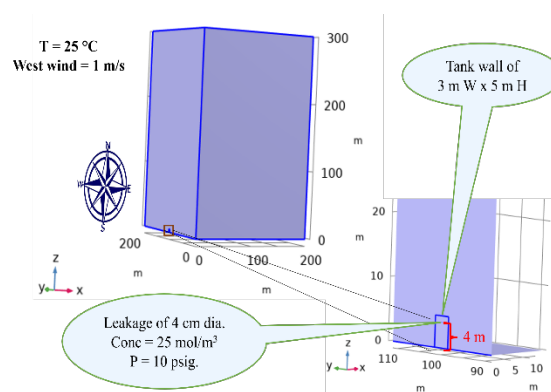 T = 25 °C
West wind = 1 m/s
300
200
m
100
0
200
m
0
0
100
m
200
N
W
E
S
z
y
x
Tank wall of
3 m W x 5 m H
20
10
m
0
4 m
110
100
m
90
0
5
10
m
z
y
x
Leakage of 4 cm dia.
Conc = 25 mol/m³
P = 10 psig.